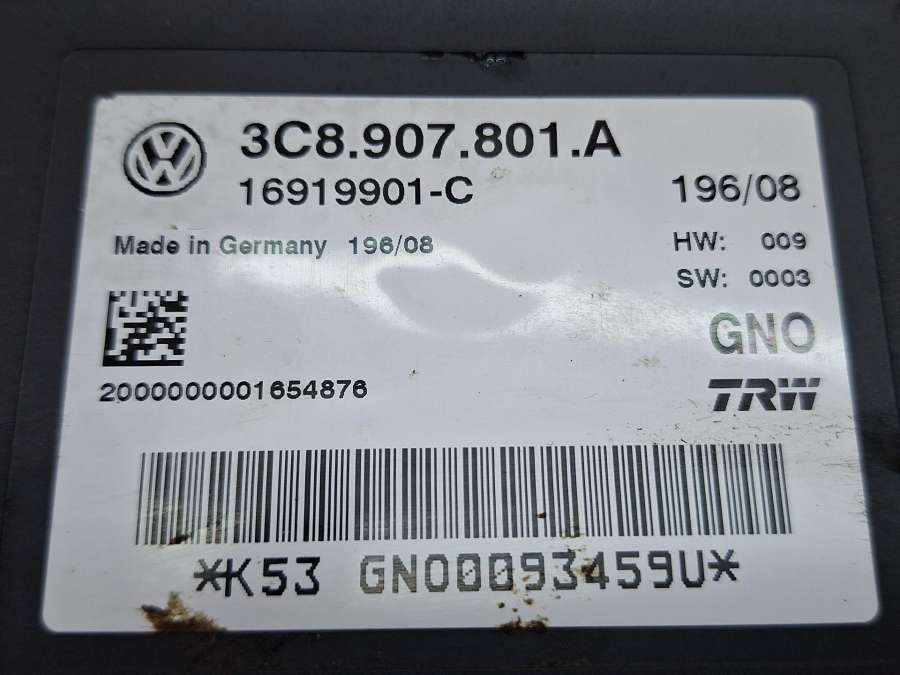 3C8.907.801.A
16919901-C
196/08
Made in Germany 196/08
HW: 009
SW: 0003
GNO
2000000001654876
TRW
*K53 GNO00093459U*